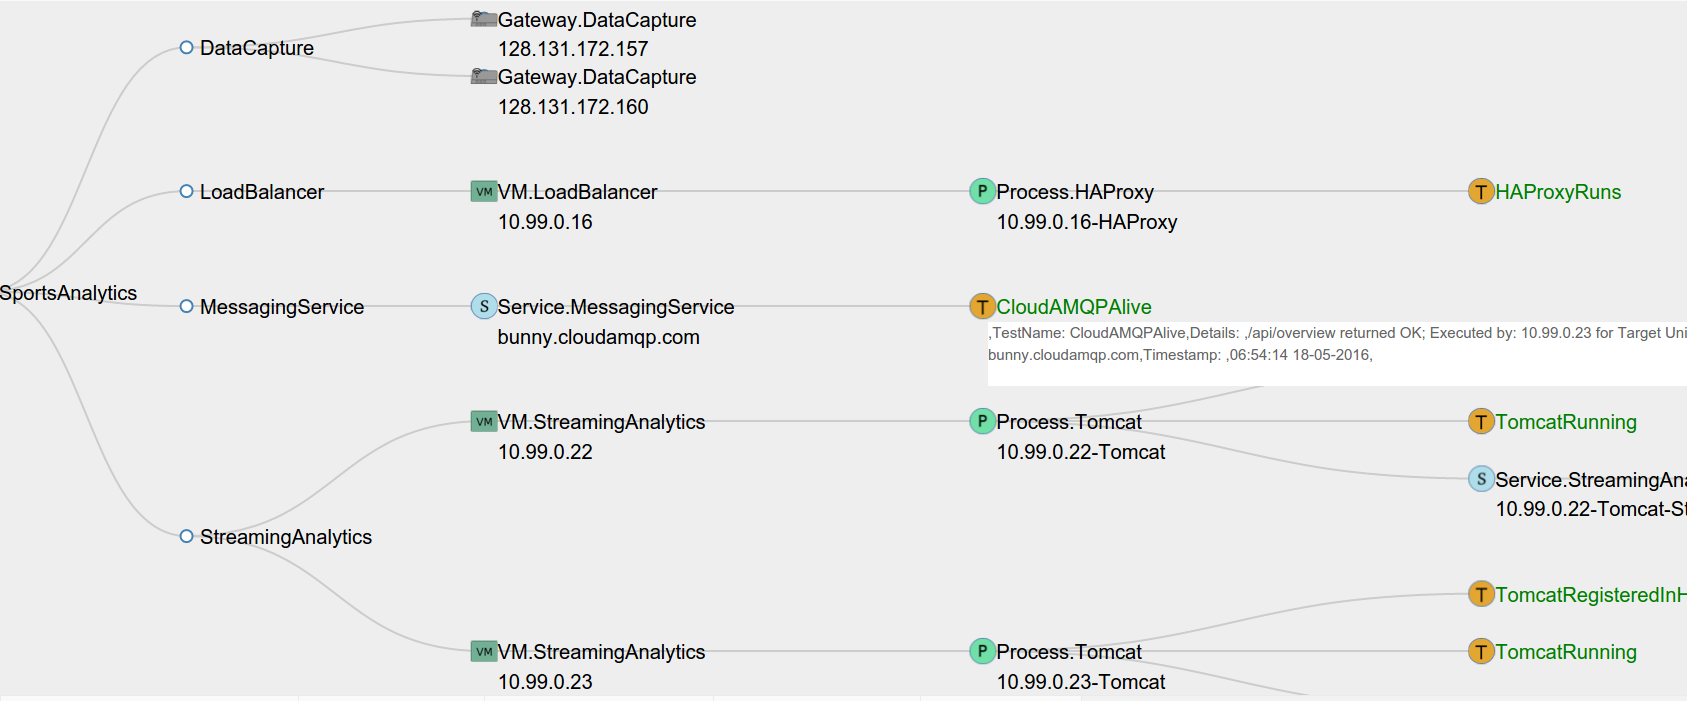 Gateway.DataCapture
128.131.172.157
DataCapture
Gateway.DataCapture
128.131.172.160
LoadBalancer
VM VM.LoadBalancer
10.99.0.16
P Process.HAProxy
10.99.0.16-HAProxy
T HAProxyRuns
SportsAnalytics
MessagingService
S Service.MessagingService
bunny.cloudamqp.com
T CloudAMQPAlive
,TestName: CloudAMQPAlive,Details: ,/api/overview returned OK; Executed by: 10.99.0.23 for Target Uni
bunny.cloudamqp.com,Timestamp: ,06:54:14 18-05-2016,
VM VM.StreamingAnalytics
10.99.0.22
P Process.Tomcat
10.99.0.22-Tomcat
T TomcatRunning
S Service.StreamingAna
10.99.0.22-Tomcat-St
StreamingAnalytics
T TomcatRegisteredInH
VM VM.StreamingAnalytics
10.99.0.23
P Process.Tomcat
10.99.0.23-Tomcat
T TomcatRunning